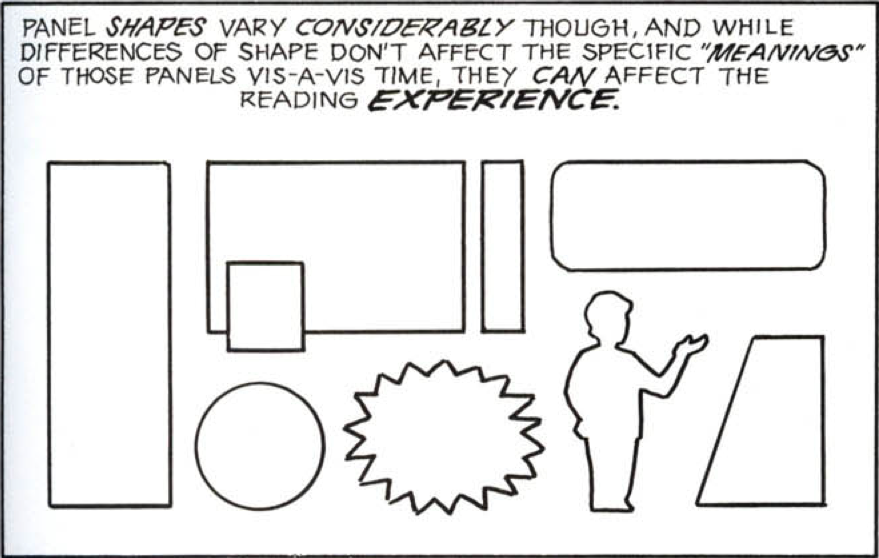 PANEL SHAPES VARY CONSIDERABLY THOUGH, AND WHILE
DIFFERENCES OF SHAPE DON'T AFFECT THE SPECIFIC "MEANINGS"
OF THOSE PANELS VIS-A-VIS TIME, THEY CAN AFFECT THE
READING EXPERIENCE.